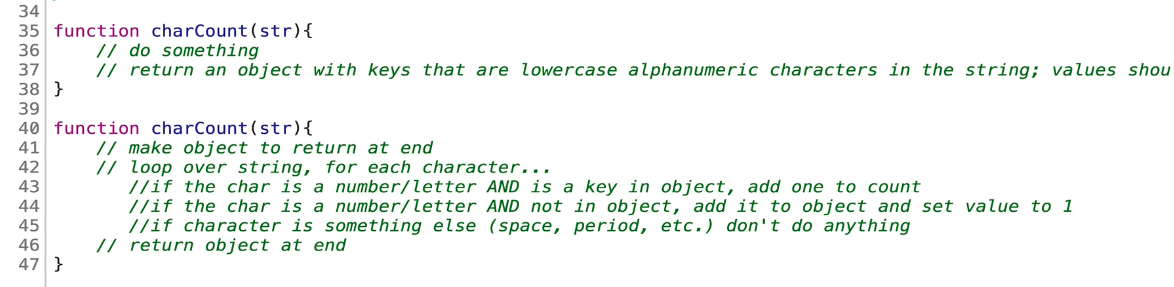 34
35 function charCount(str){
36     // do something
37     // return an object with keys that are lowercase alphanumeric characters in the string; values shou
38 }
39
40 function charCount(str){
41     // make object to return at end
42     // loop over string, for each character...
43        //if the char is a number/letter AND is a key in object, add one to count
44        //if the char is a number/letter AND not in object, add it to object and set value to 1
45        //if character is something else (space, period, etc.) don't do anything
46     // return object at end
47 }